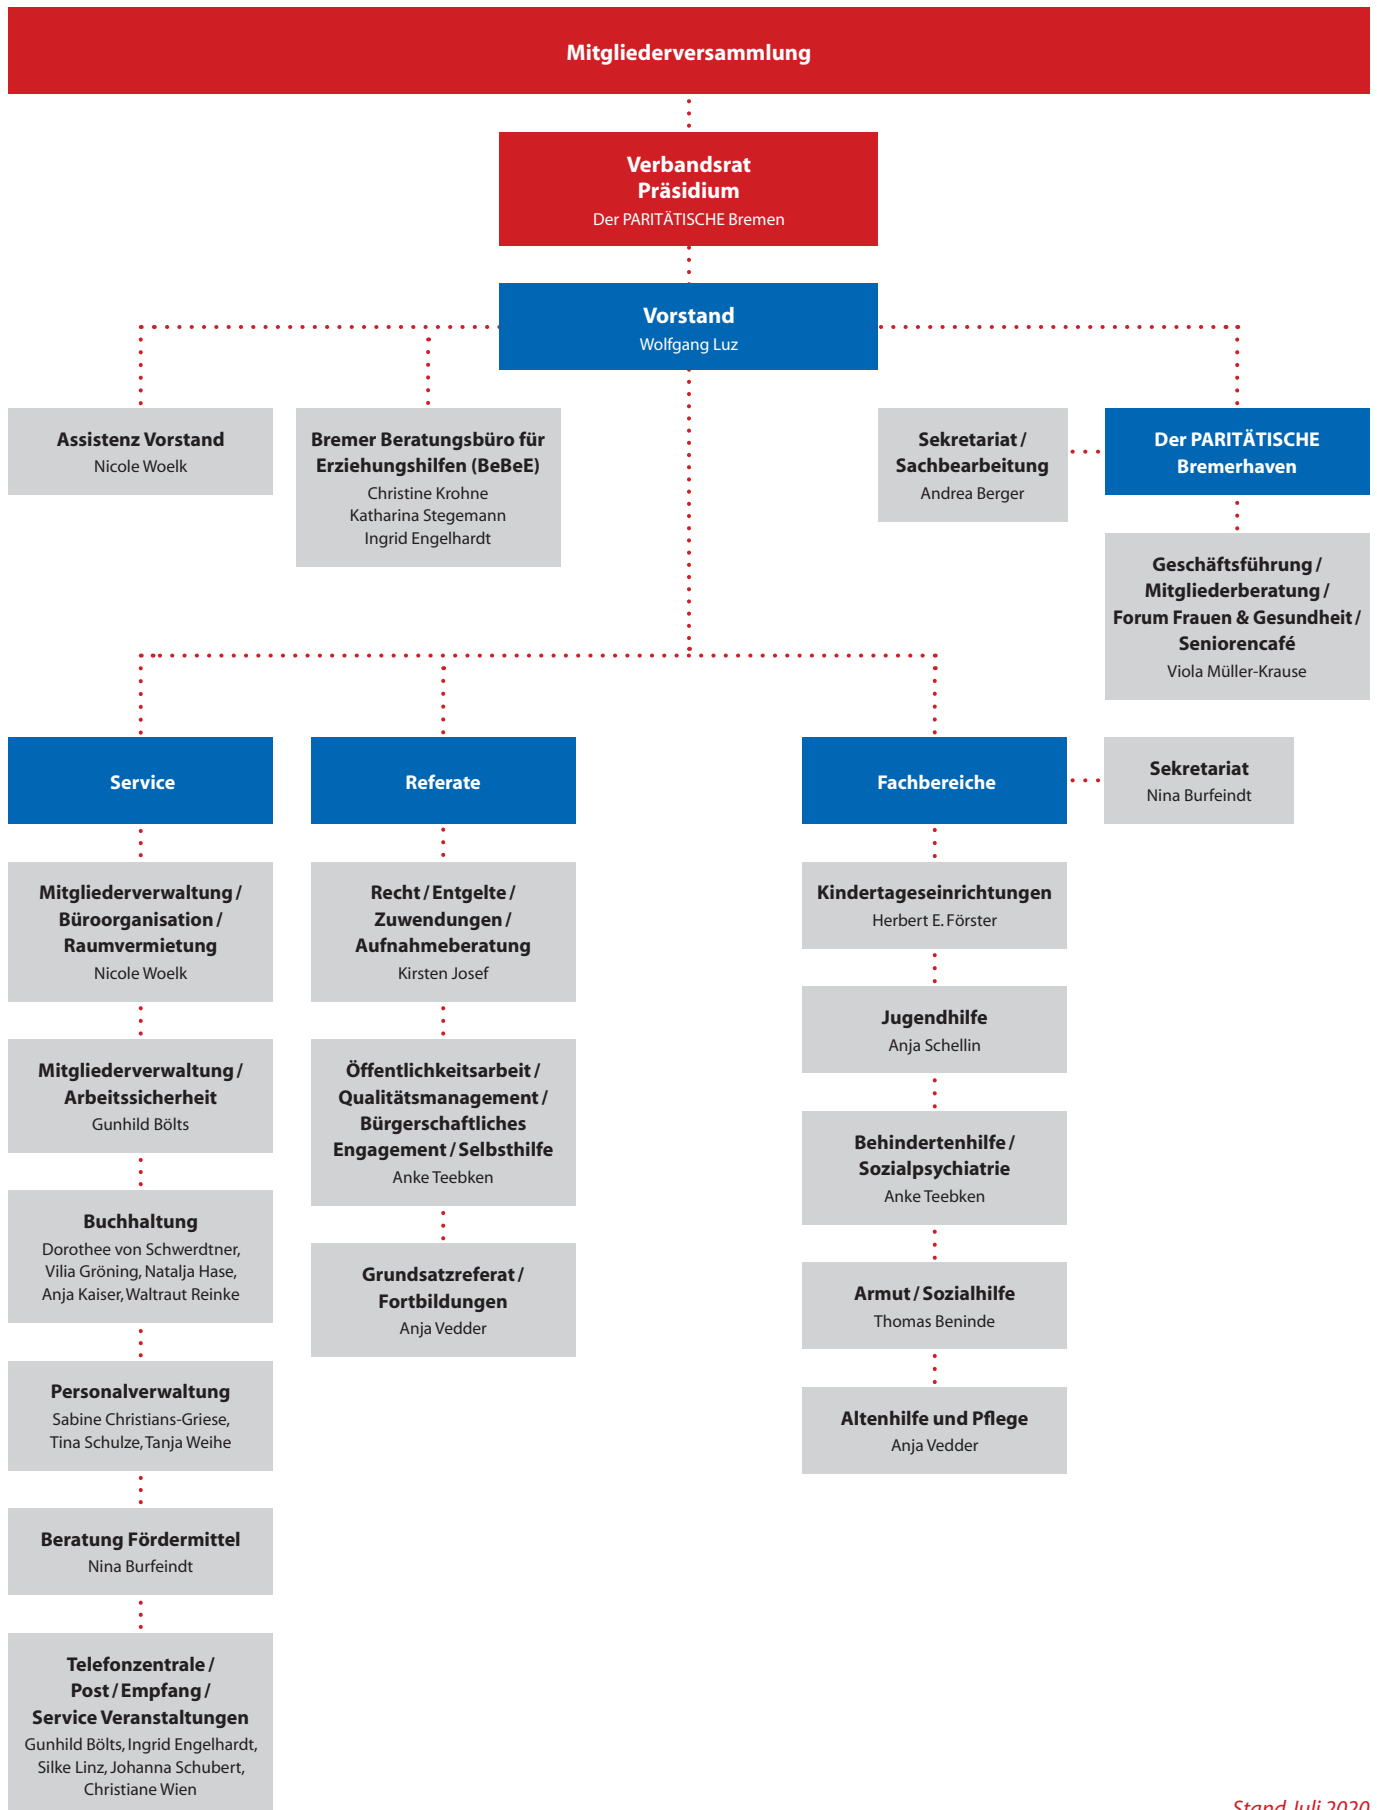 Mitgliederversammlung
Verbandsrat
Präsidium
Der PARITÄTISCHE Bremen
Vorstand
Wolfgang Luz
Assistenz Vorstand
Nicole Woelk
Bremer Beratungsbüro für
Erziehungshilfen (BeBeE)
Christine Krohne
Katharina Stegemann
Ingrid Engelhardt
Sekretariat /
Sachbearbeitung
Andrea Berger
Der PARITÄTISCHE
Bremerhaven
Geschäftsführung /
Mitgliederberatung /
Forum Frauen & Gesundheit /
Seniorencafé
Viola Müller-Krause
Service
Mitgliederverwaltung /
Büroorganisation /
Raumvermietung
Nicole Woelk
Mitgliederverwaltung /
Arbeitssicherheit
Gunhild Bölts
Buchhaltung
Dorothee von Schwerdtner,
Vilia Gröning, Natalja Hase,
Anja Kaiser, Waltraut Reinke
Personalverwaltung
Sabine Christians-Griese,
Tina Schulze, Tanja Weihe
Beratung Fördermittel
Nina Burfeindt
Telefonzentrale /
Post / Empfang /
Service Veranstaltungen
Gunhild Bölts, Ingrid Engelhardt,
Silke Linz, Johanna Schubert,
Christiane Wien
Referate
Recht / Entgelte /
Zuwendungen /
Aufnahmeberatung
Kirsten Josef
Öffentlichkeitsarbeit /
Qualitätsmanagement /
Bürgerschaftliches
Engagement / Selbsthilfe
Anke Teebken
Grundsatzreferat /
Fortbildungen
Anja Vedder
Fachbereiche
Sekretariat
Nina Burfeindt
Kindertageseinrichtungen
Herbert E. Förster
Jugendhilfe
Anja Schellin
Behindertenhilfe /
Sozialpsychiatrie
Anke Teebken
Armut / Sozialhilfe
Thomas Beninde
Altenhilfe und Pflege
Anja Vedder
Stand Juli 2020